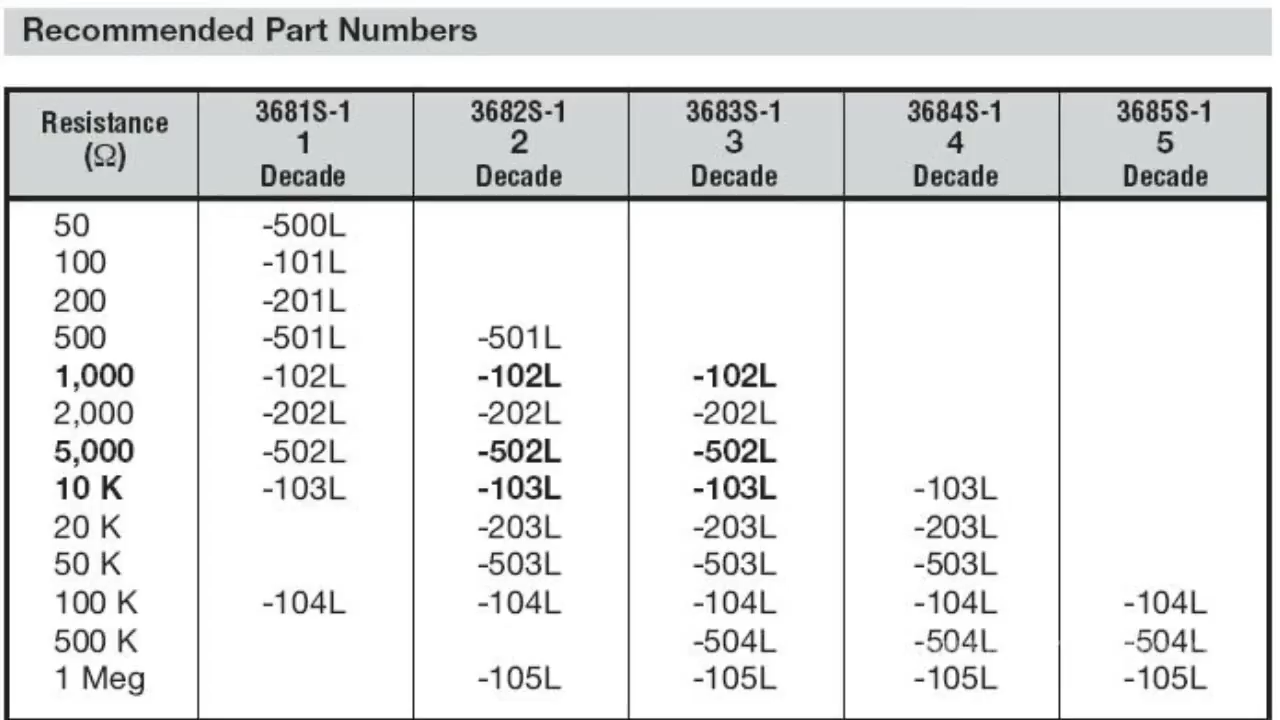 Recommended Part Numbers
Resistance (Ω) 3681S-1 1 Decade 3682S-1 2 Decade 3683S-1 3 Decade 3684S-1 4 Decade 3685S-1 5 Decade
50 -500L
100 -101L
200 -201L
500 -501L -501L
1,000 -102L -102L -102L
2,000 -202L -202L -202L
5,000 -502L -502L -502L
10 K -103L -103L -103L -103L
20 K -203L -203L -203L
50 K -503L -503L -503L
100 K -104L -104L -104L -104L -104L
500 K -504L -504L -504L
1 Meg -105L -105L -105L -105L